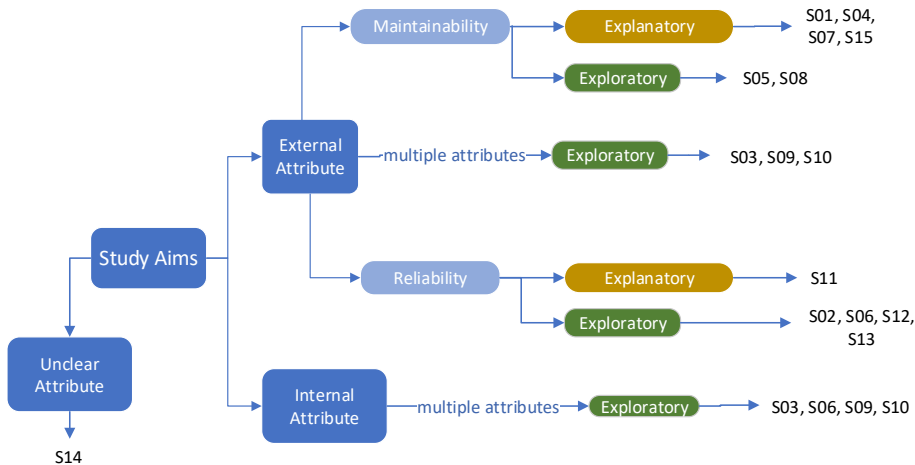 Maintainability
Explanatory
S01, S04,
S07, S15
Exploratory
S05, S08
External
Attribute
multiple attributes
Exploratory
S03, S09, S10
Study Aims
Reliability
Explanatory
S11
Exploratory
S02, S06, S12,
S13
Unclear
Attribute
S14
Internal
Attribute
multiple attributes
Exploratory
S03, S06, S09, S10